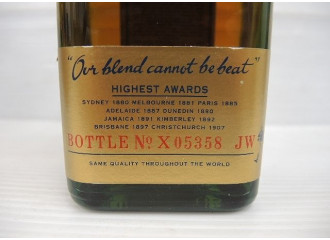 "Our blend cannot be beat"
HIGHEST AWARDS
SYDNEY 1880 MELBOURNE 1881 PARIS 1885
ADELAIDE 1887 DUNEDIN 1890
JAMAICA 1891 KIMBERLEY 1892
BRISBANE 1897 CHRISTCHURCH 1907
BOTTLE No X 05358 JW
SAME QUALITY THROUGHOUT THE WORLD